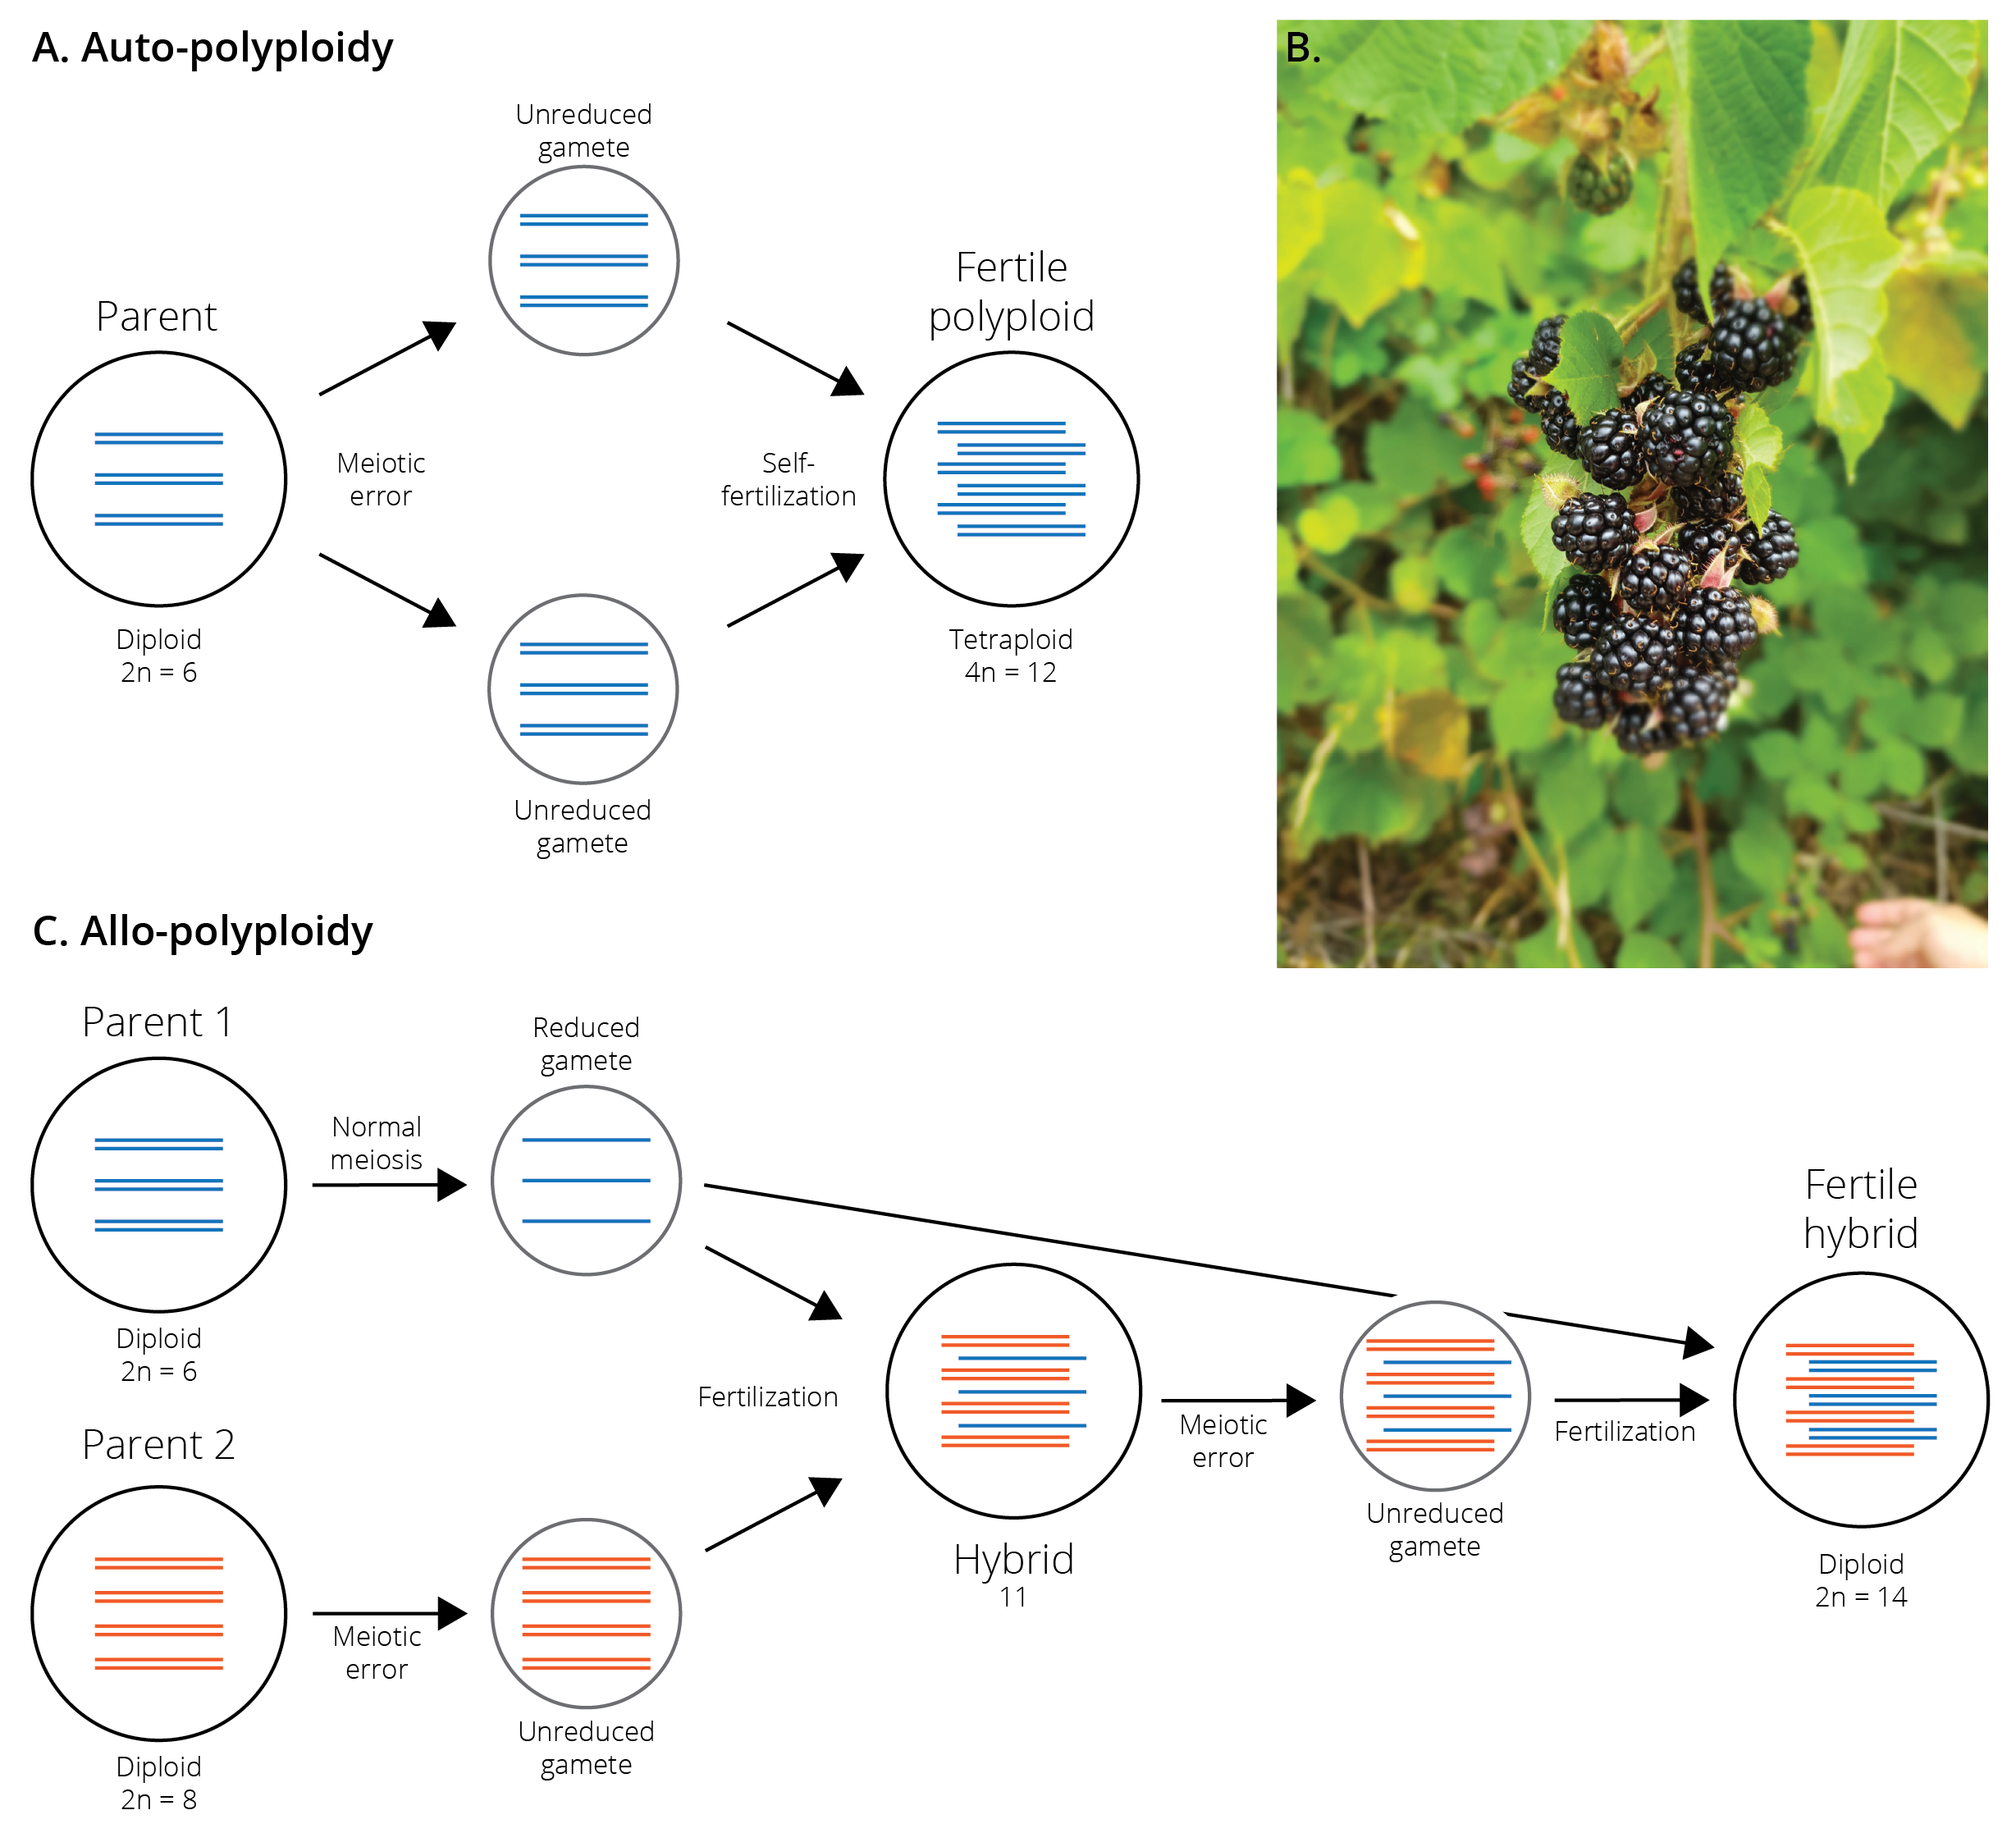 A. Auto-polyploidy
B.
Unreduced
gamete
Parent
Fertile
polyploid
Meiotic
error
Self-
fertilization
Diploid
2n = 6
Tetraploid
4n = 12
Unreduced
gamete
C. Allo-polyploidy
Parent 1
Reduced
gamete
Normal
meiosis
Fertile
hybrid
Diploid
2n = 6
Fertilization
Parent 2
Meiotic
error
Fertilization
Unreduced
gamete
Hybrid
11
Diploid
2n = 14
Meiotic
error
Unreduced
gamete
Diploid
2n = 8